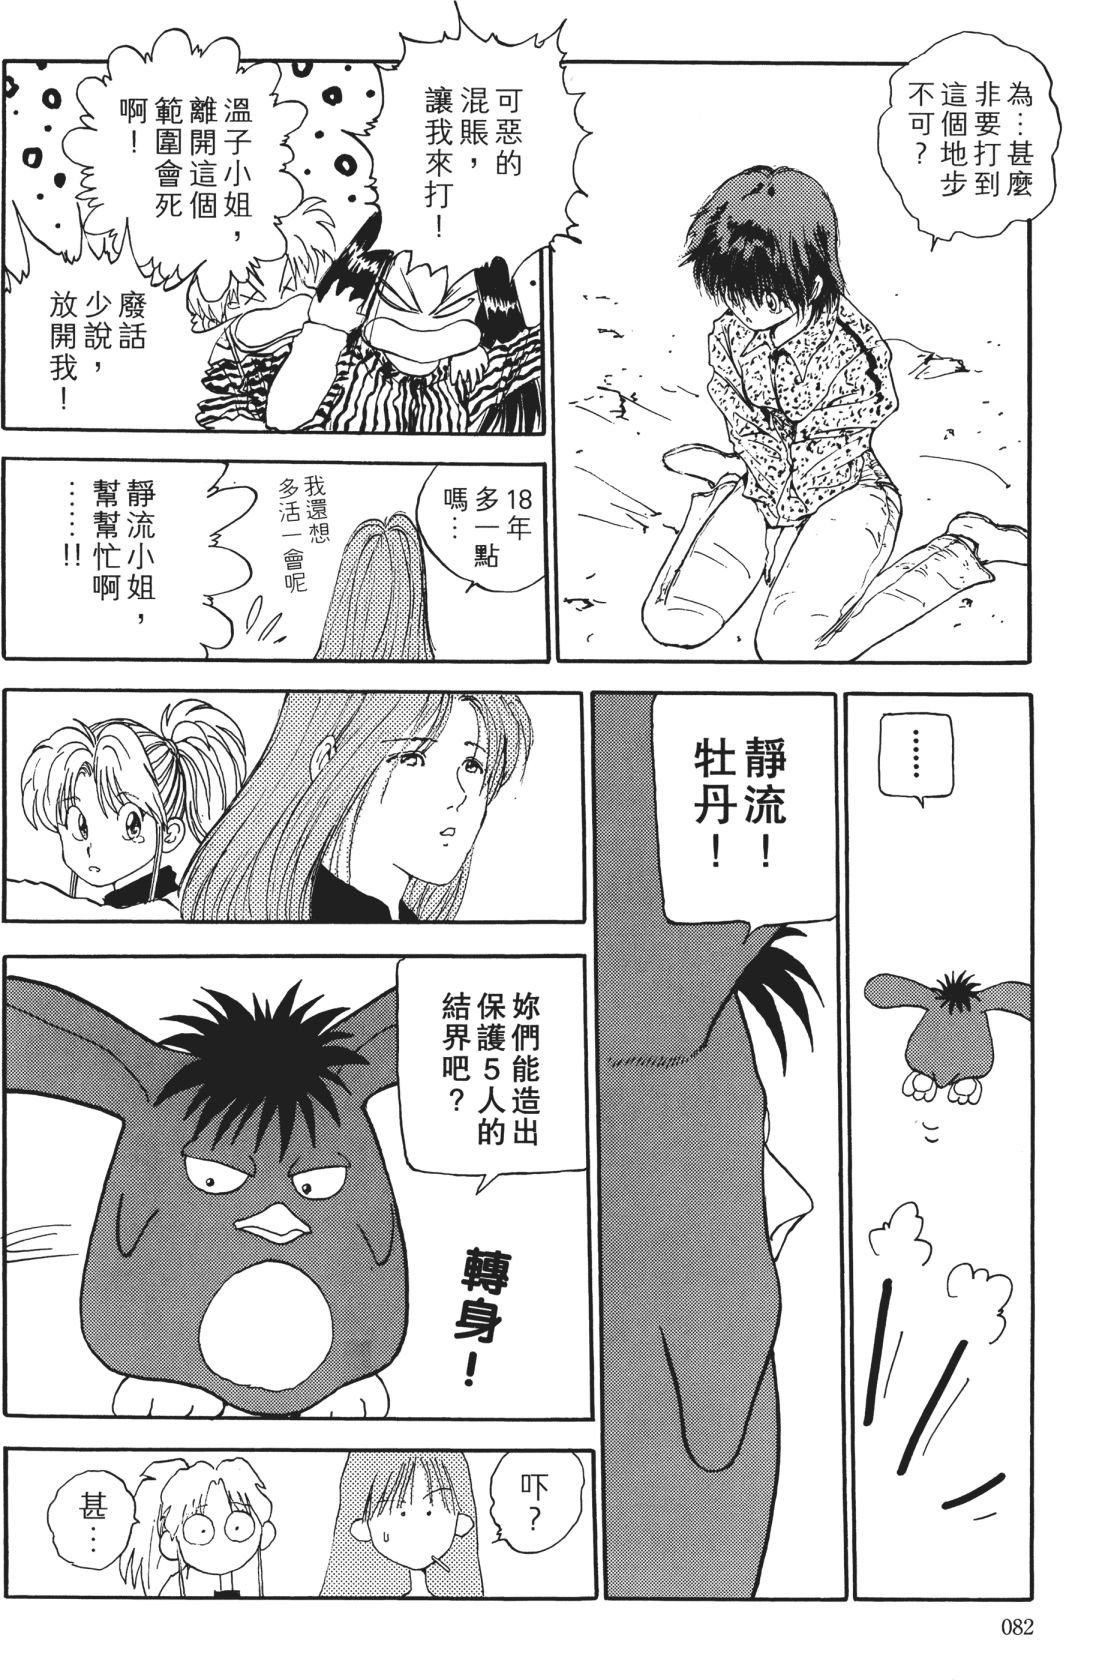 為…甚麼
非要打到
這個地步
不可？
可惡的
混賬，
讓我來打！
溫子小姐，
離開這個
範圍會死
啊！
廢話
少說，
放開我！
18年
多一點
嗎…
我還想
多活一會呢
靜流小姐，
幫幫忙啊
……!!
……
靜流！
牡丹！
妳們能造出
保護5人的
結界吧？
轉身！
吓？
甚…
082